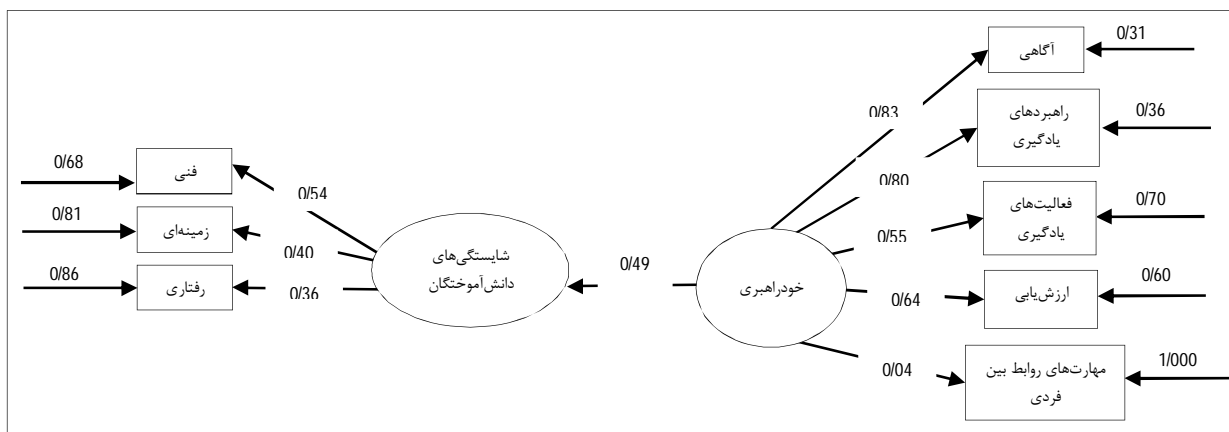 آگاهی
0/31
راهبردهای
یادگیری
0/36
0/83
0/80
فعالیت‌های
یادگیری
0/70
0/55
ارزش‌یابی
0/60
0/64
مهارت‌های روابط بین
فردی
1/000
0/04
خودراهبری
0/49
شایستگی‌های
دانش‌آموختگان
0/54
0/40
0/36
فنی
0/68
زمینه‌ای
0/81
رفتاری
0/86